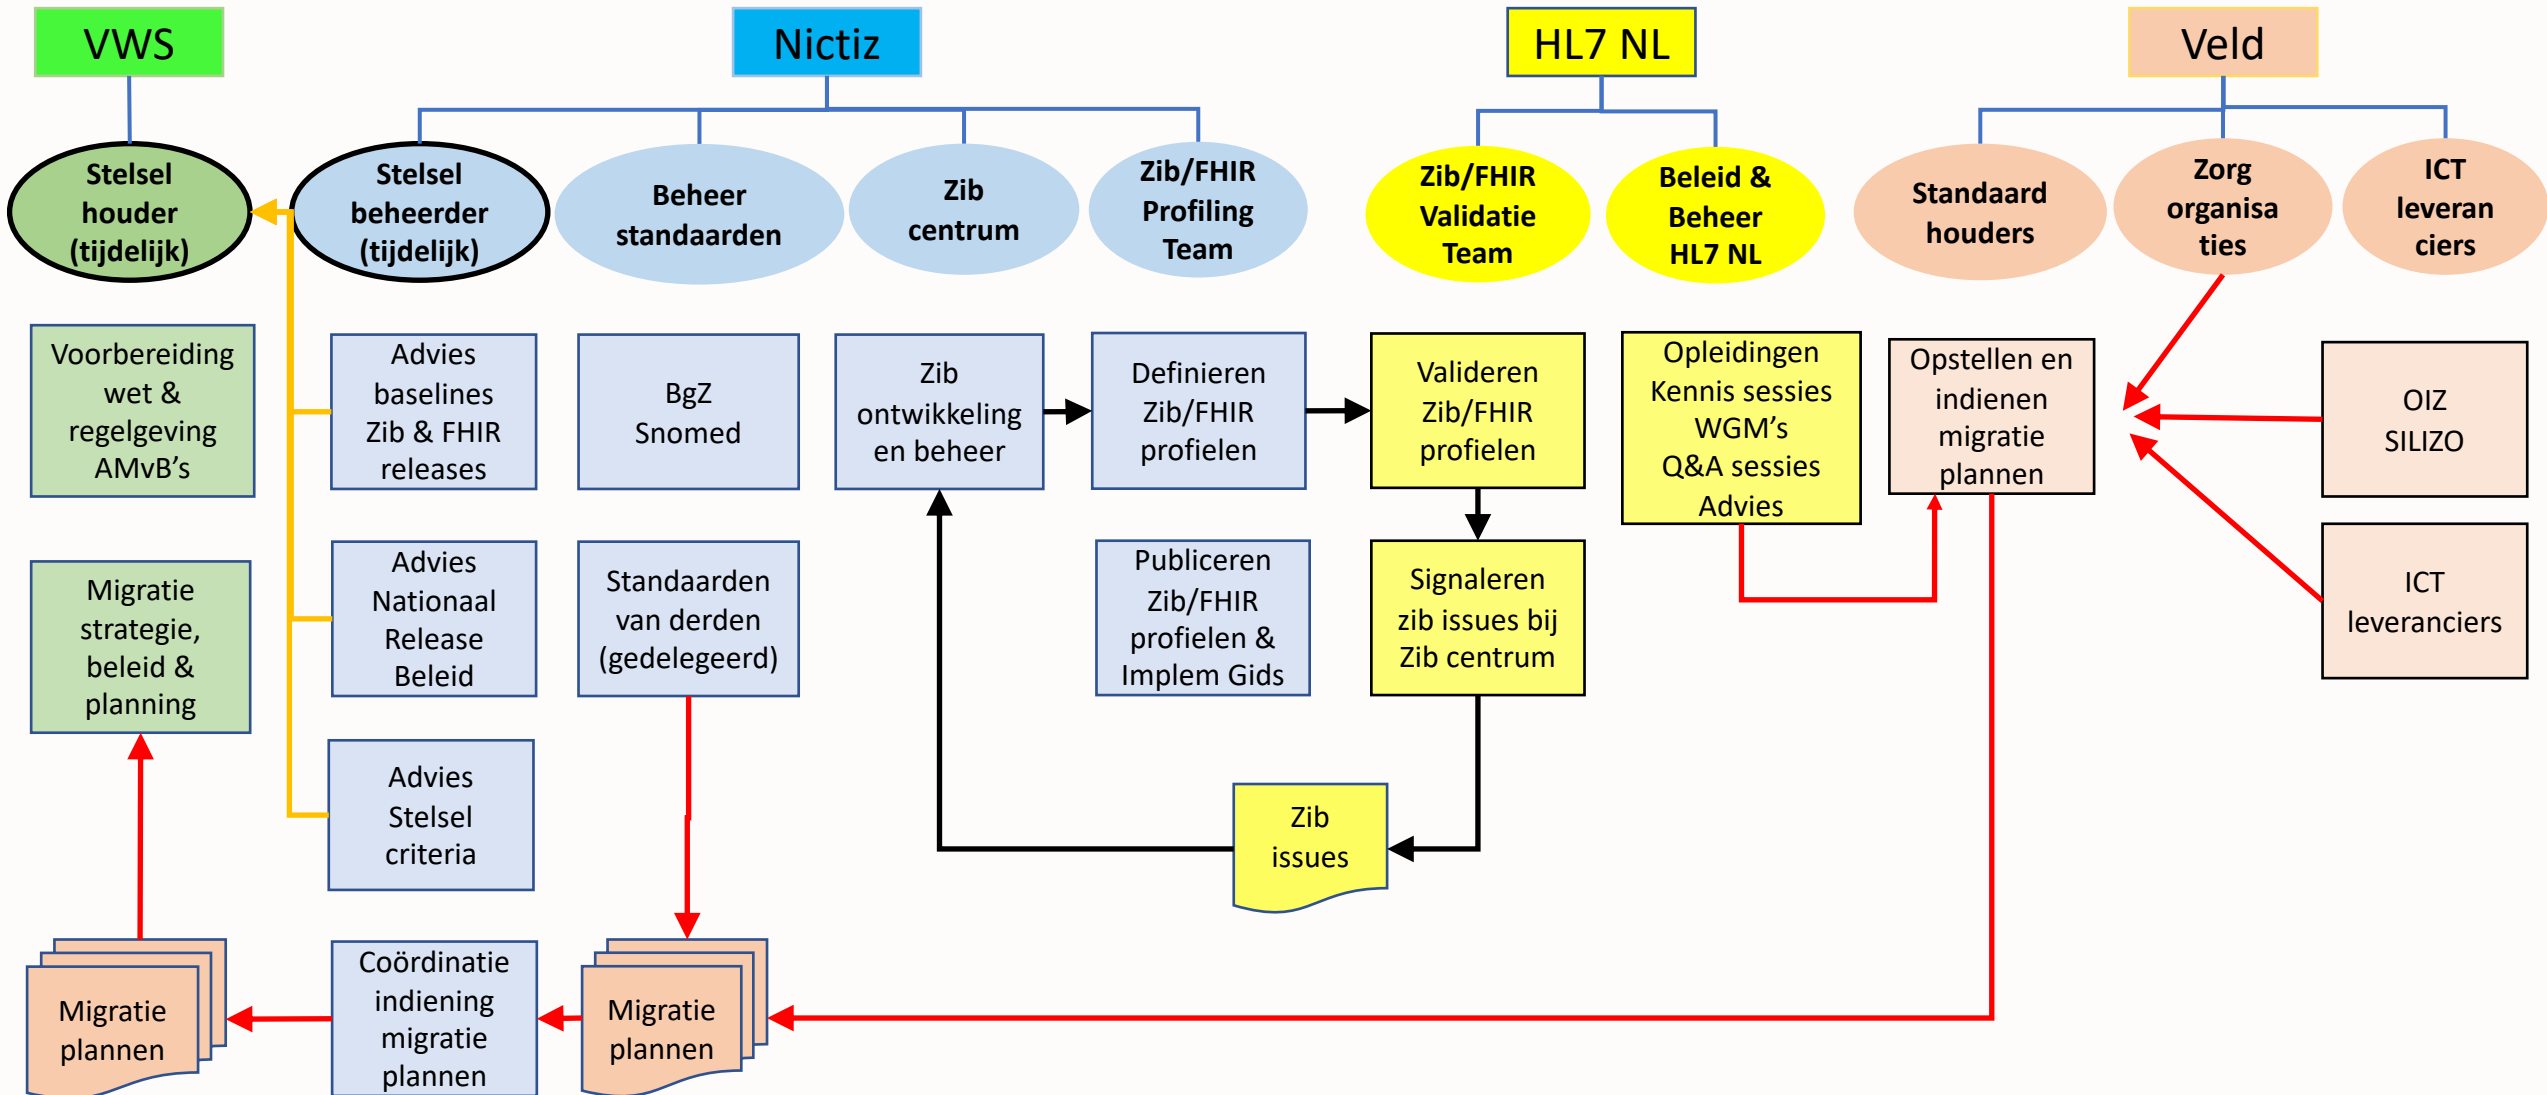 VWS
Nictiz
HL7 NL
Veld
Stelsel
houder
(tijdelijk)
Stelsel
beheerder
(tijdelijk)
Beheer
standaarden
Zib
centrum
Zib/FHIR
Profiling
Team
Zib/FHIR
Validatie
Team
Beleid &
Beheer
HL7 NL
Standaard
houders
Zorg
organisa
ties
ICT
leveran
ciers
Voorbereiding
wet &
regelgeving
AMvB's
Advies
baselines
Zib & FHIR
releases
BgZ
Snomed
Zib
ontwikkeling
en beheer
Definieren
Zib/FHIR
profielen
Valideren
Zib/FHIR
profielen
Opleidingen
Kennis sessies
WGM's
Q&A sessies
Advies
Opstellen en
indienen
migratie
plannen
OIZ
SILIZO
Migratie
strategie,
beleid &
planning
Advies
Nationaal
Release
Beleid
Standaarden
van derden
(gedelegeerd)
Publiceren
Zib/FHIR
profielen &
Implem Gids
Signaleren
zib issues bij
Zib centrum
ICT
leveranciers
Advies
Stelsel
criteria
Zib
issues
Migratie
plannen
Coördinatie
indiening
migratie
plannen
Migratie
plannen